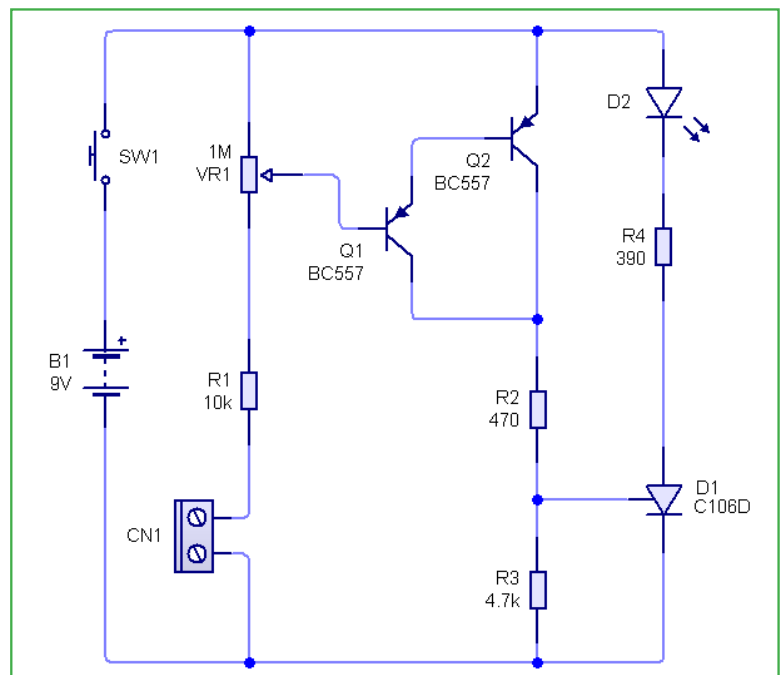 SW1
B1
9V
1M
VR1
R1
10k
CN1
Q1
BC557
Q2
BC557
R2
470
R3
4.7k
D2
R4
390
D1
C106D
+